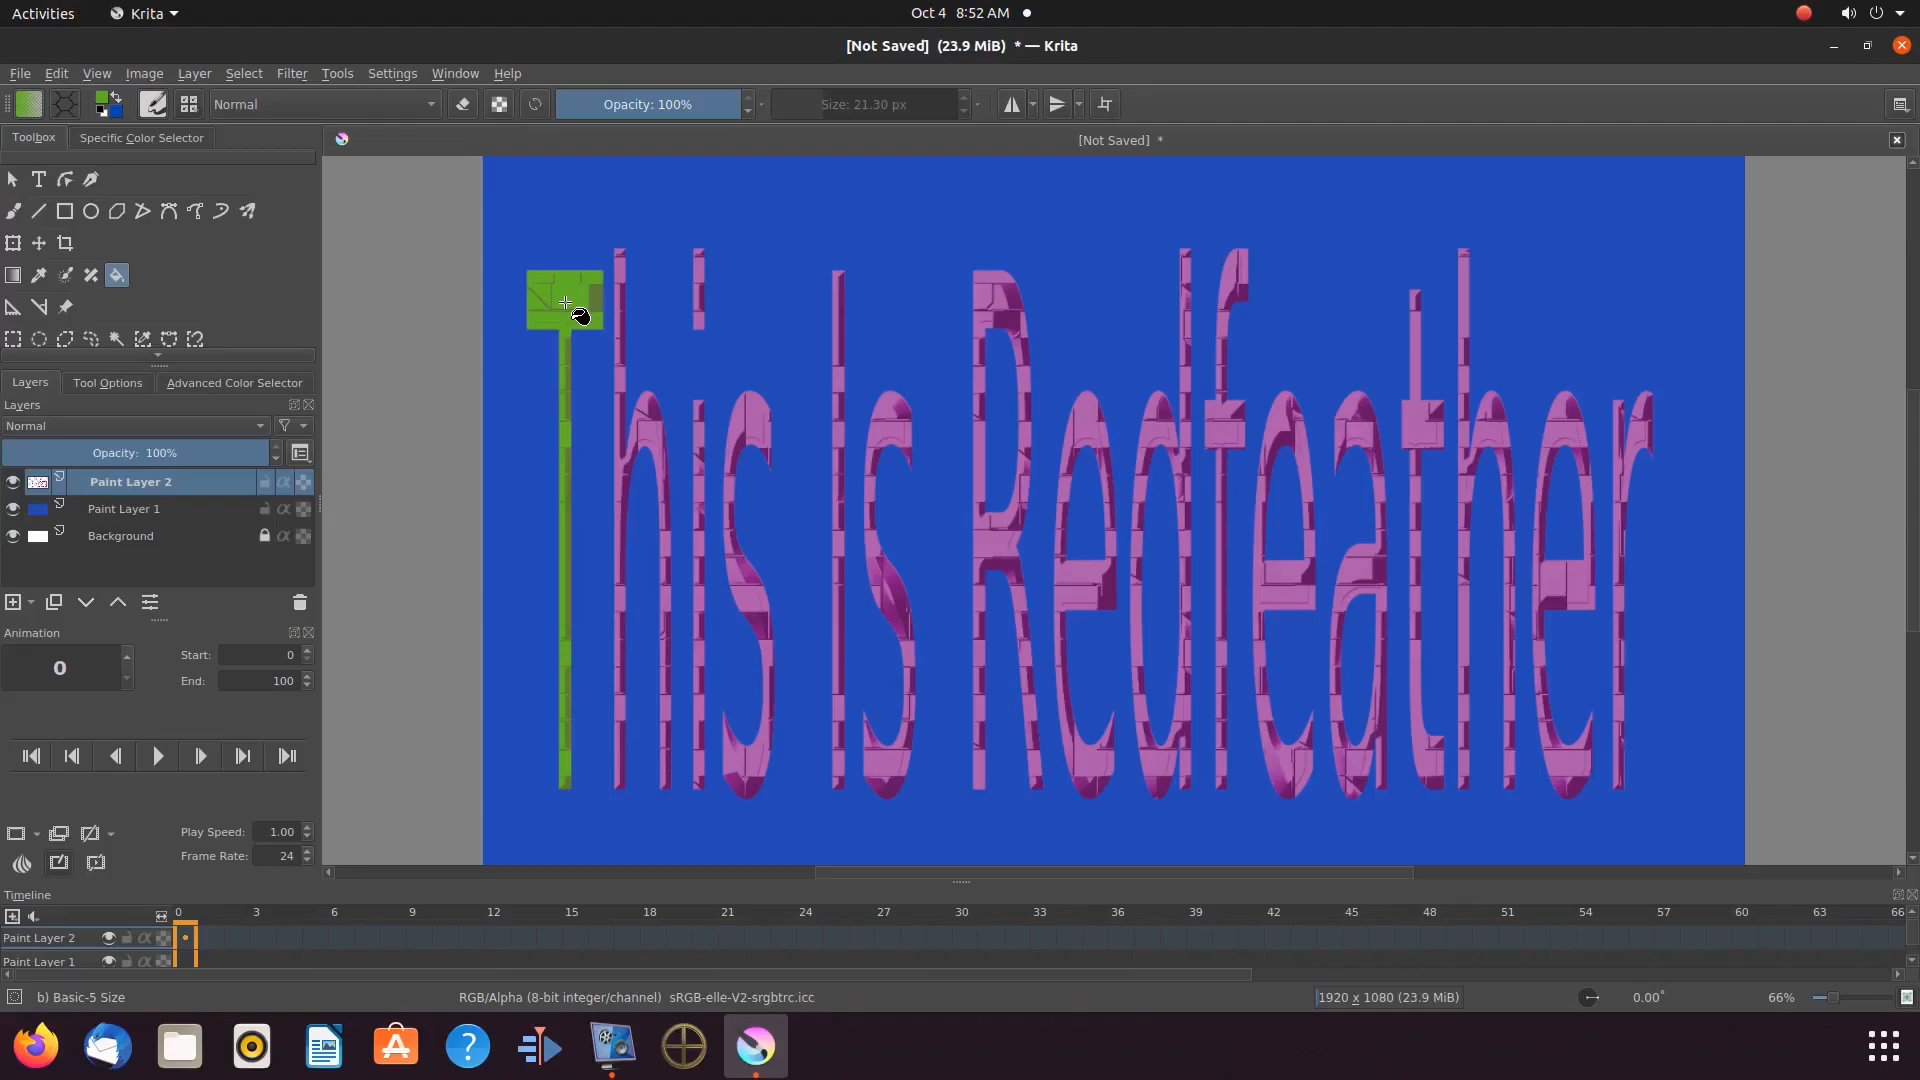 Activities Krita Oct 4 8:52 AM
[Not Saved] (23.9 MiB) * — Krita
File Edit View Image Layer Select Filter Tools Settings Window Help
Normal Opacity: 100% Size: 21.30 px
Toolbox Specific Color Selector [Not Saved] *
This Is Redfeather
Layers Tool Options Advanced Color Selector
Layers
Normal
Opacity: 100%
Paint Layer 2
Paint Layer 1
Background
Animation
0 Start: 0
End: 100
Play Speed: 1.00
Frame Rate: 24
Timeline
0 3 6 9 12 15 18 21 24 27 30 33 36 39 42 45 48 51 54 57 60 63 66
Paint Layer 2
Paint Layer 1
b) Basic-5 Size RGB/Alpha (8-bit integer/channel) sRGB-elle-V2-srgbtrc.icc 1920 x 1080 (23.9 MiB) 0.00° 66%